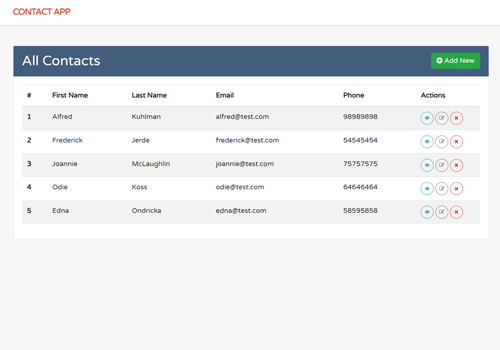 CONTACT APP
All Contacts
Add New
# First Name Last Name Email Phone Actions
1 Alfred Kuhlman alfred@test.com 98989898
2 Frederick Jerde frederick@test.com 54545454
3 Joannie McLaughlin joannie@test.com 75757575
4 Odie Koss odie@test.com 64646464
5 Edna Ondricka edna@test.com 58595858